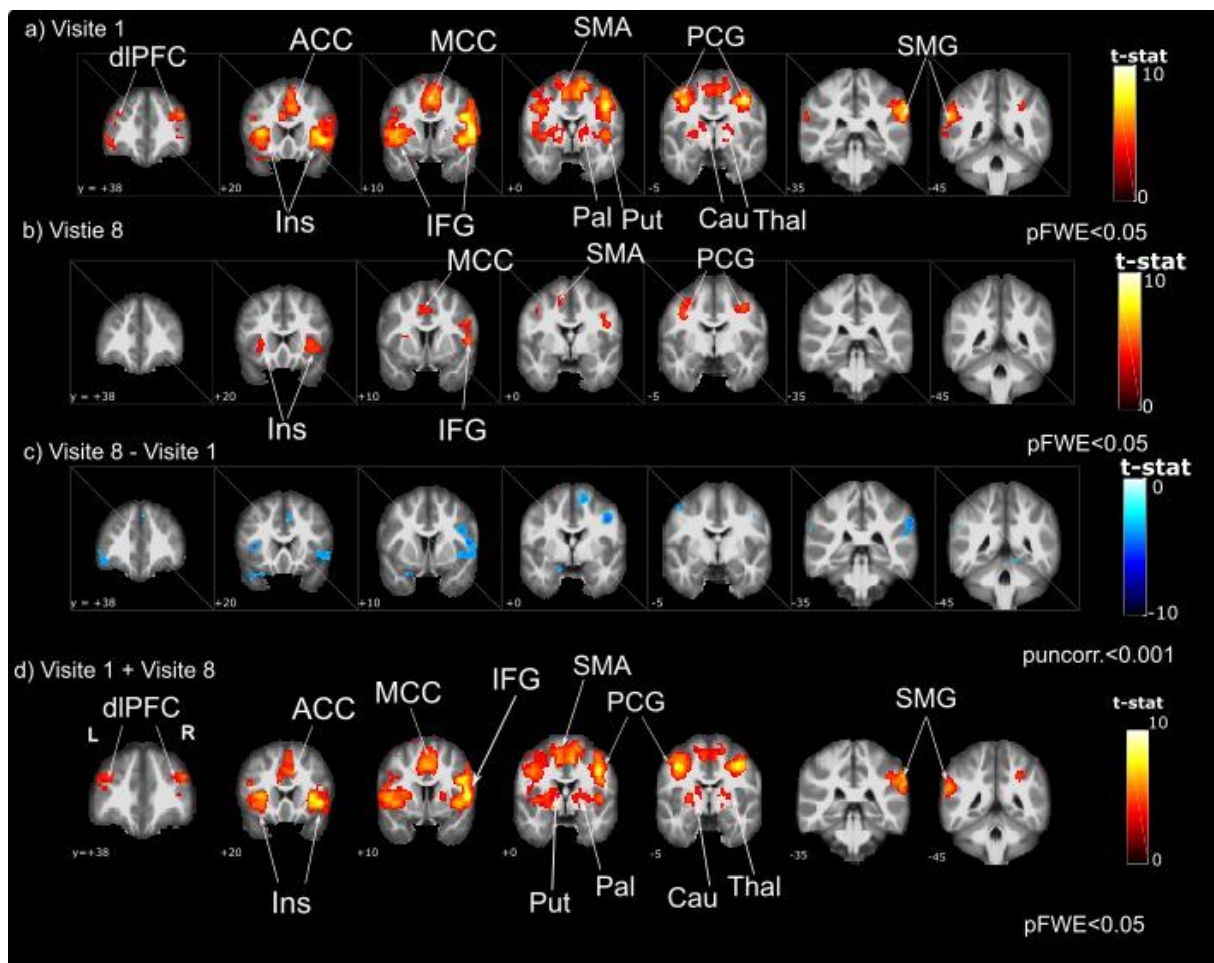 a) Visite 1
dlPFC ACC MCC SMA PCG SMG
t-stat
10
0
y = +38 +20 +10 +0 -5 -35 -45
Ins IFG Pal Put Cau Thal
pFWE<0.05
b) Vistie 8
MCC SMA PCG
t-stat
10
0
y = +38 +20 +10 +0 -5 -35 -45
Ins IFG
pFWE<0.05
c) Visite 8 - Visite 1
t-stat
0
-10
y = +38 +20 +10 +0 -5 -35 -45
puncorr.<0.001
d) Visite 1 + Visite 8
dlPFC ACC MCC IFG SMA PCG SMG
L R
t-stat
10
0
y=+38 +20 +10 +0 -5 -35 -45
Ins Put Pal Cau Thal
pFWE<0.05